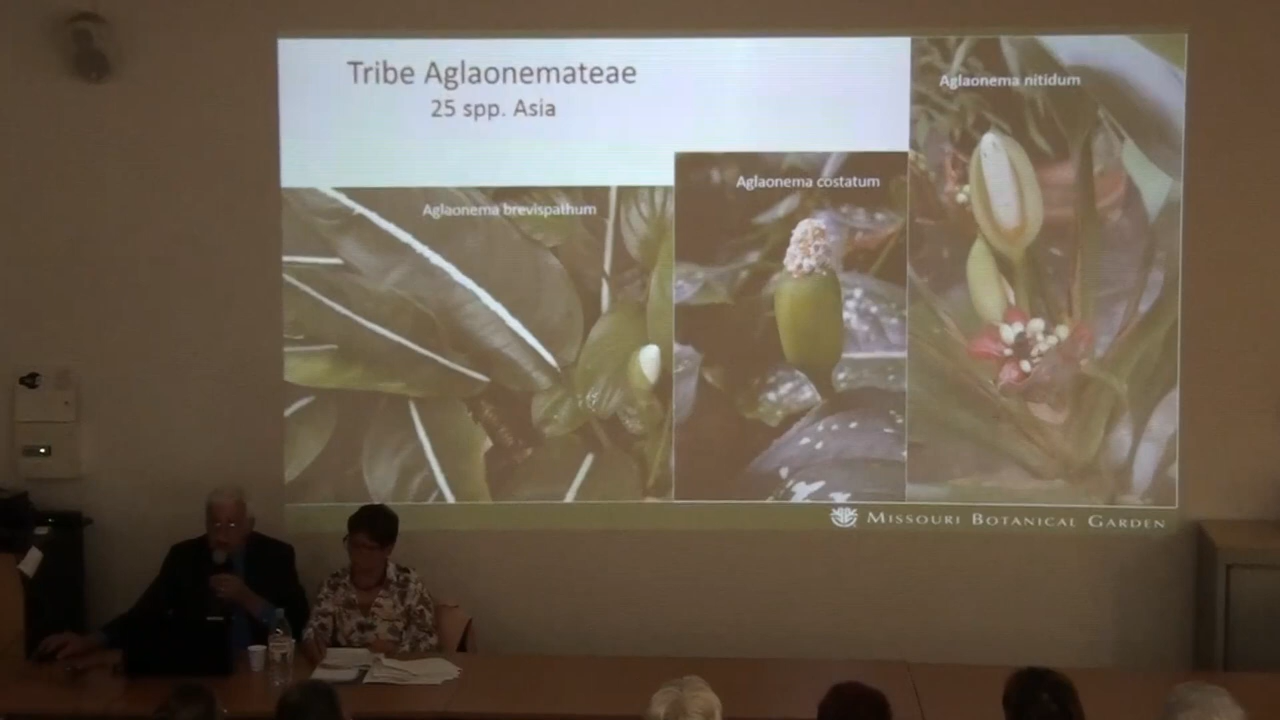 Tribe Aglaonemateae
25 spp. Asia
Aglaonema nitidum
Aglaonema costatum
Aglaonema brevispathum
MISSOURI BOTANICAL GARDEN